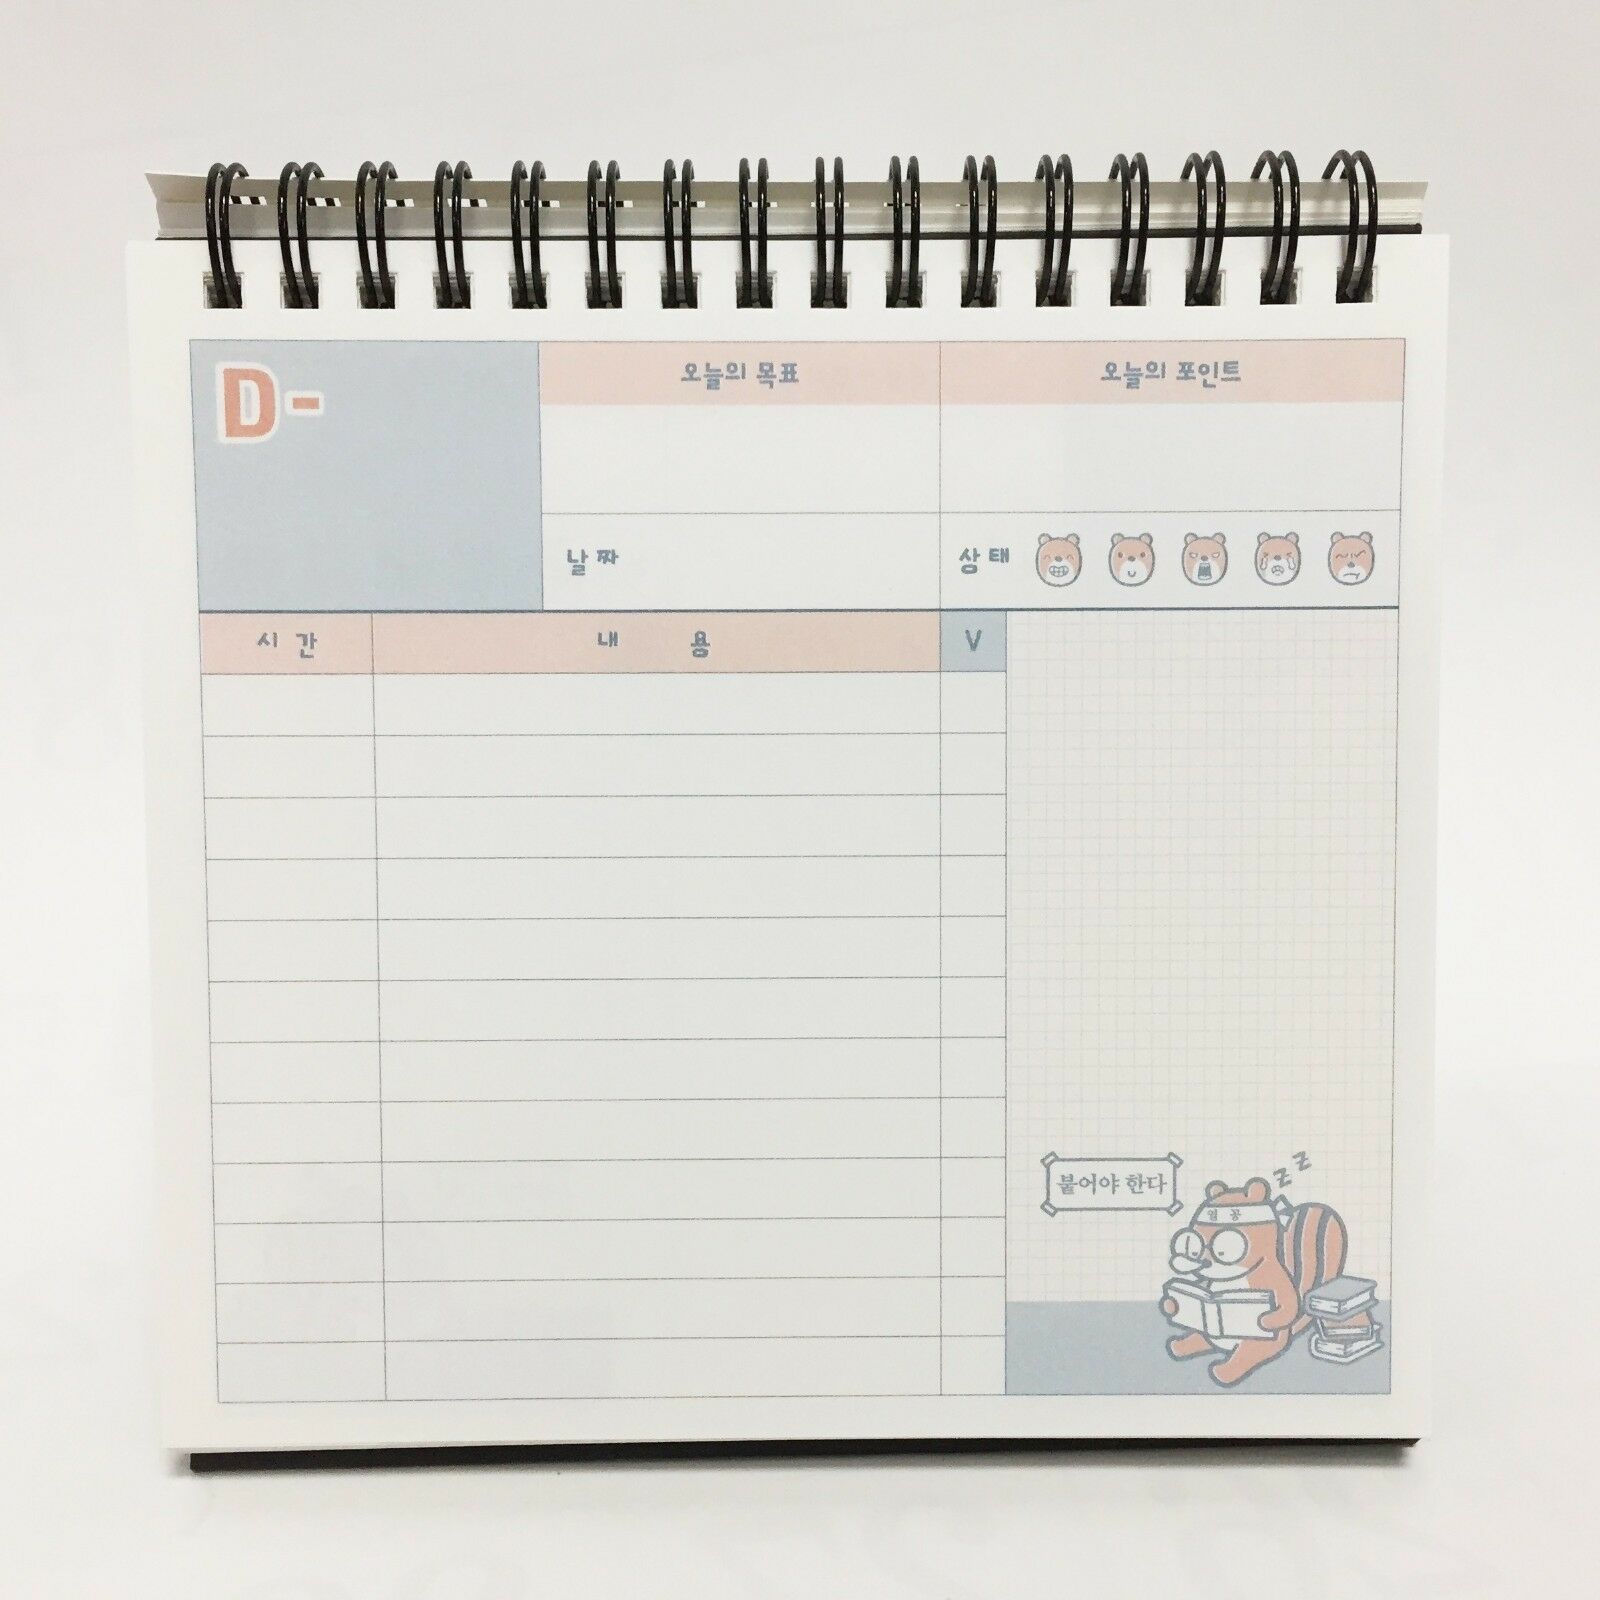 D-
오늘의 목표
오늘의 포인트
날짜
상태
시간
내 용
V
붙어야 한다
z z
열공